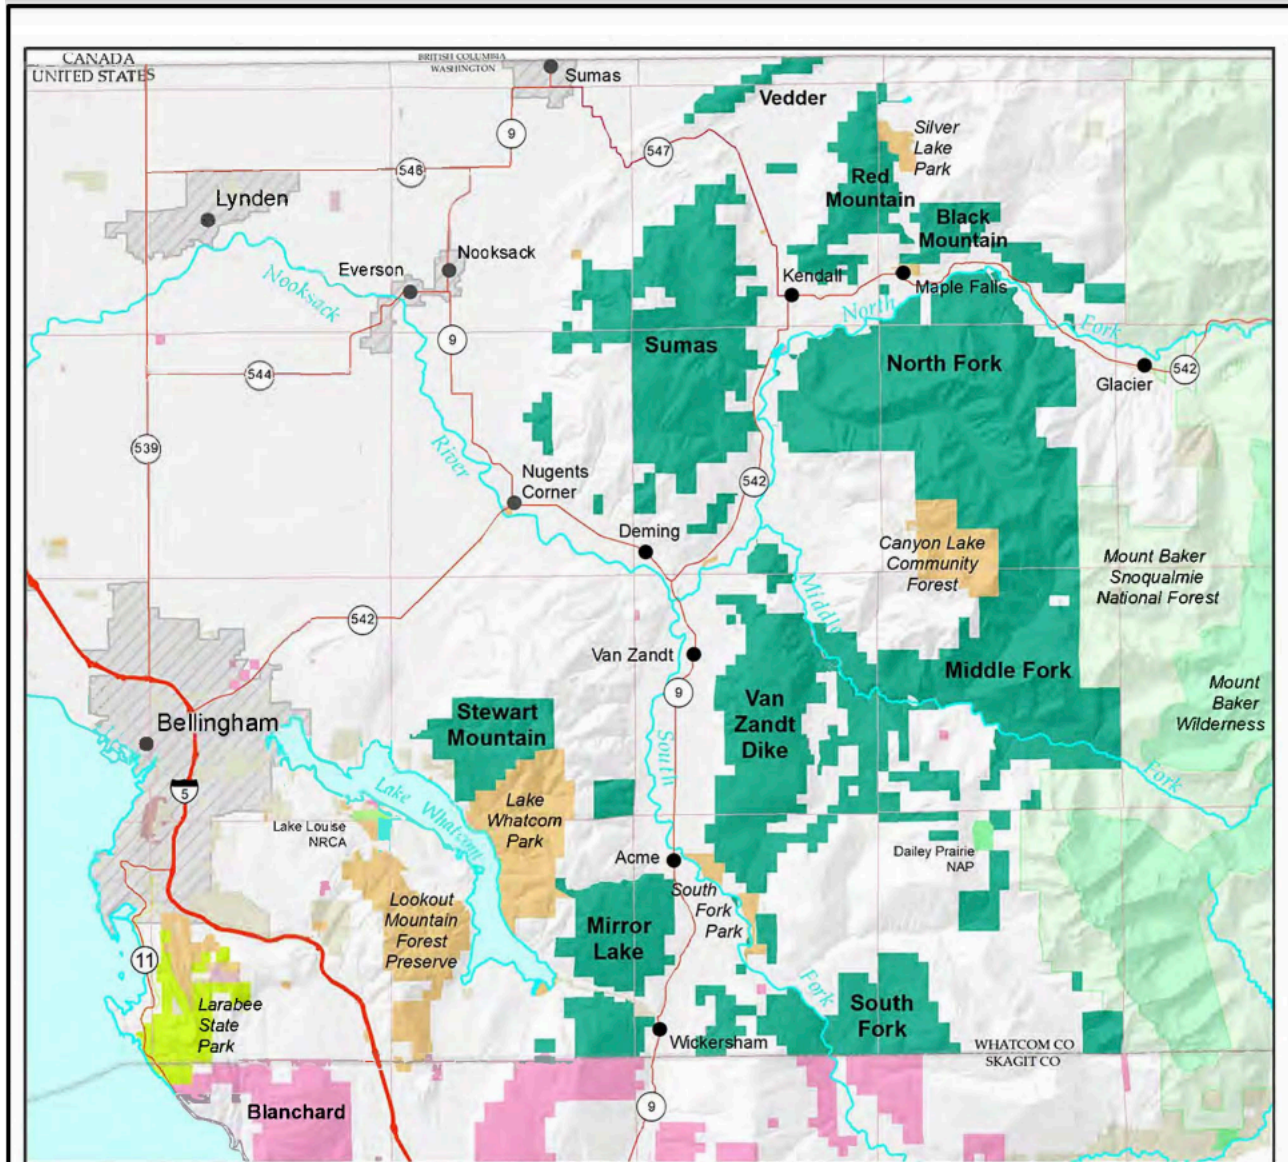 CANADA
UNITED STATES
BRITISH COLUMBIA
WASHINGTON
Sumas
Vedder
9
547
Silver
Lake
Park
546
Red
Mountain
Lynden
Black
Mountain
Nooksack
Everson
Kendall
Maple Falls
Nooksack
North
Fork
9
Sumas
North Fork
544
Glacier
542
539
River
Nugents
Corner
542
Deming
Canyon Lake
Community
Forest
Mount Baker
Snoqualmie
National Forest
Middle
542
Van Zandt
Middle Fork
9
Van
Zandt
Dike
Mount
Baker
Wilderness
Stewart
Mountain
Bellingham
South
Fork
5
Lake Whatcom
Lake
Whatcom
Park
Lake Louise
NRCA
Acme
Dailey Prairie
NAP
South
Fork
Park
Lookout
Mountain
Forest
Preserve
Mirror
Lake
11
Fork
South
Fork
Larabee
State
Park
Wickersham
WHATCOM CO
SKAGIT CO
Blanchard
9